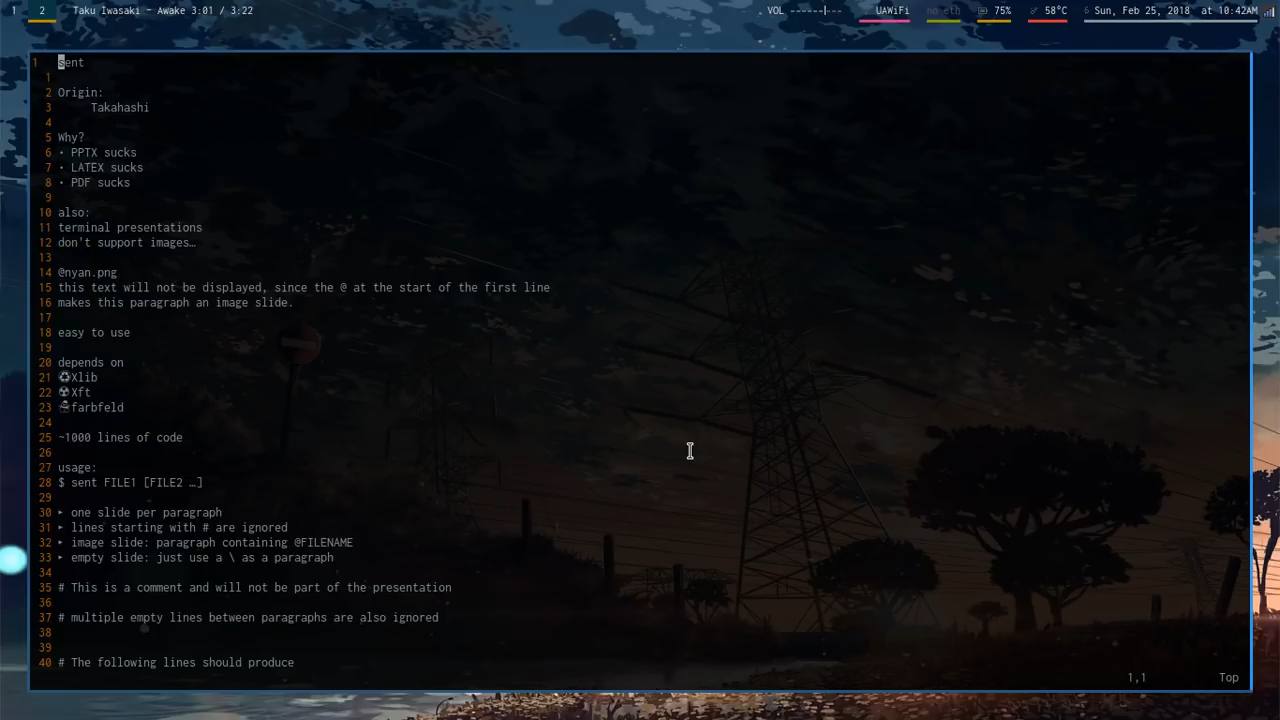 1 2 Taku Iwasaki - Awake 3:01 / 3:22 VOL ------|--- UAWiFi no eth 75% 58°C Sun, Feb 25, 2018 at 10:42AM
1 sent
1
2 Origin:
3 Takahashi
4
5 Why?
6 · PPTX sucks
7 · LATEX sucks
8 · PDF sucks
9
10 also:
11 terminal presentations
12 don't support images…
13
14 @nyan.png
15 this text will not be displayed, since the @ at the start of the first line
16 makes this paragraph an image slide.
17
18 easy to use
19
20 depends on
21 ♽Xlib
22 ☢Xft
23 ☃farbfeld
24
25 ~1000 lines of code
26
27 usage:
28 $ sent FILE1 [FILE2 …]
29
30 ▸ one slide per paragraph
31 ▸ lines starting with # are ignored
32 ▸ image slide: paragraph containing @FILENAME
33 ▸ empty slide: just use a \ as a paragraph
34
35 # This is a comment and will not be part of the presentation
36
37 # multiple empty lines between paragraphs are also ignored
38
39
40 # The following lines should produce
1,1 Top